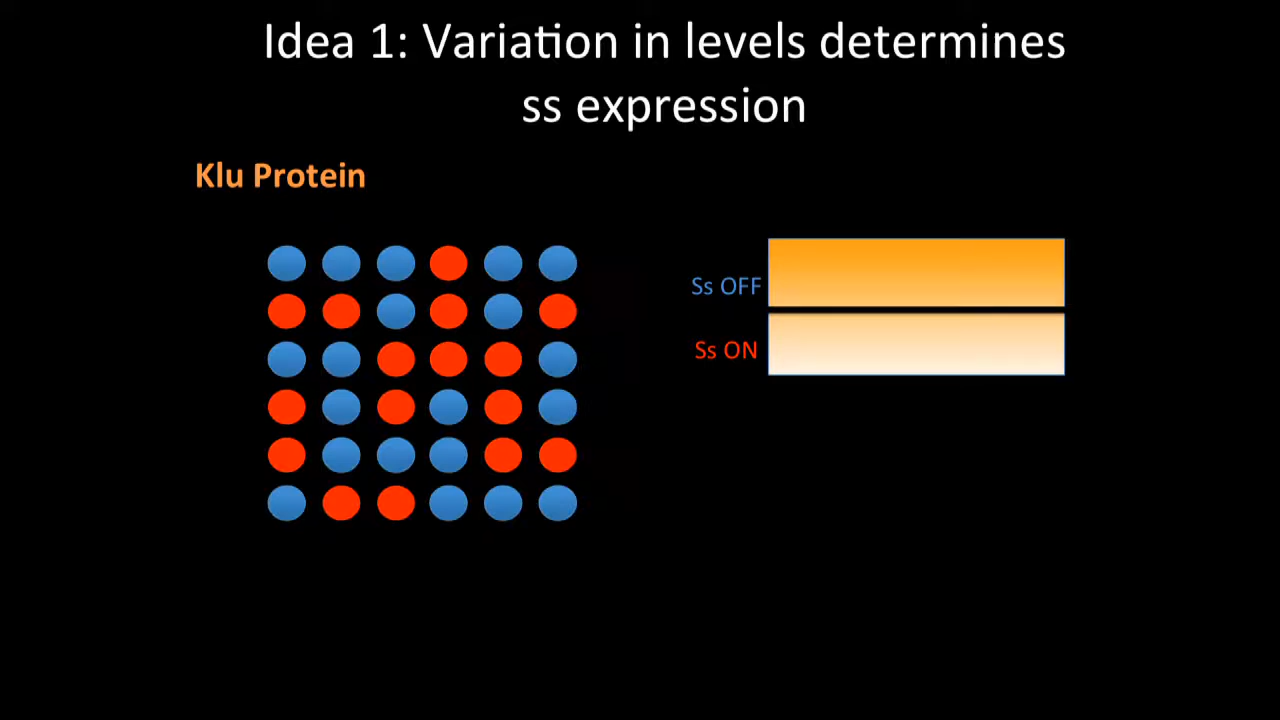 Idea 1: Variation in levels determines
ss expression
Klu Protein
Ss OFF
Ss ON